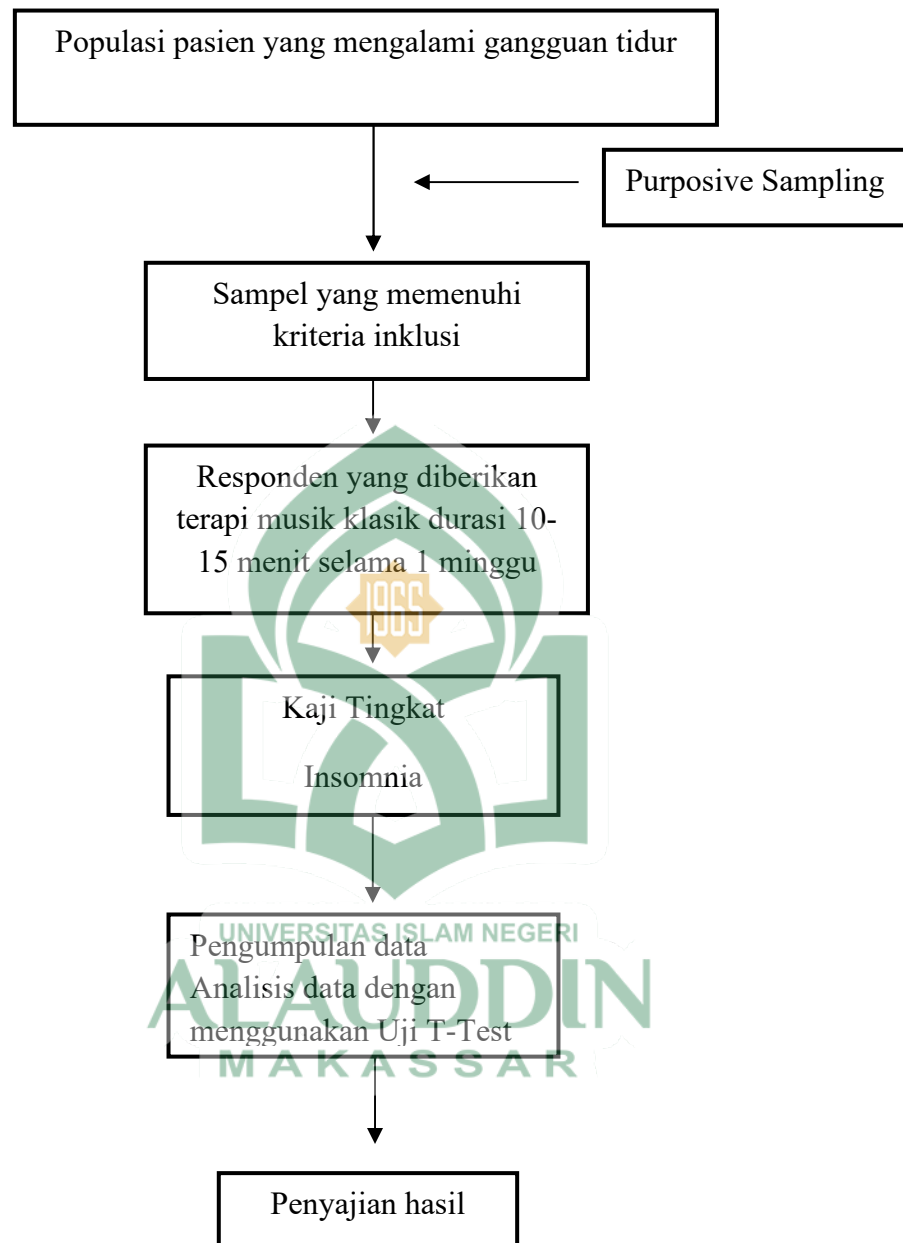 Populasi pasien yang mengalami gangguan tidur
Purposive Sampling
Sampel yang memenuhi
kriteria inklusi
Responden yang diberikan
terapi musik klasik durasi 10-
15 menit selama 1 minggu
1965
Kaji Tingkat
Insomnia
UNIVERSITAS ISLAM NEGERI
Pengumpulan data
ALAUDDIN
Analisis data dengan
menggunakan Uji T-Test
MAKASSAR
Penyajian hasil